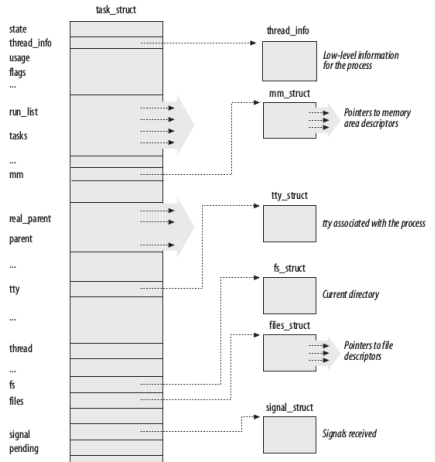 task_struct
state
thread_info
usage
flags
...
run_list
tasks
...
mm
real_parent
parent
...
tty
...
thread
...
fs
files
signal
pending
thread_info
Low-level information
for the process
mm_struct
Pointers to memory
area descriptors
tty_struct
tty associated with the process
fs_struct
Current directory
files_struct
Pointers to file
descriptors
signal_struct
Signals received